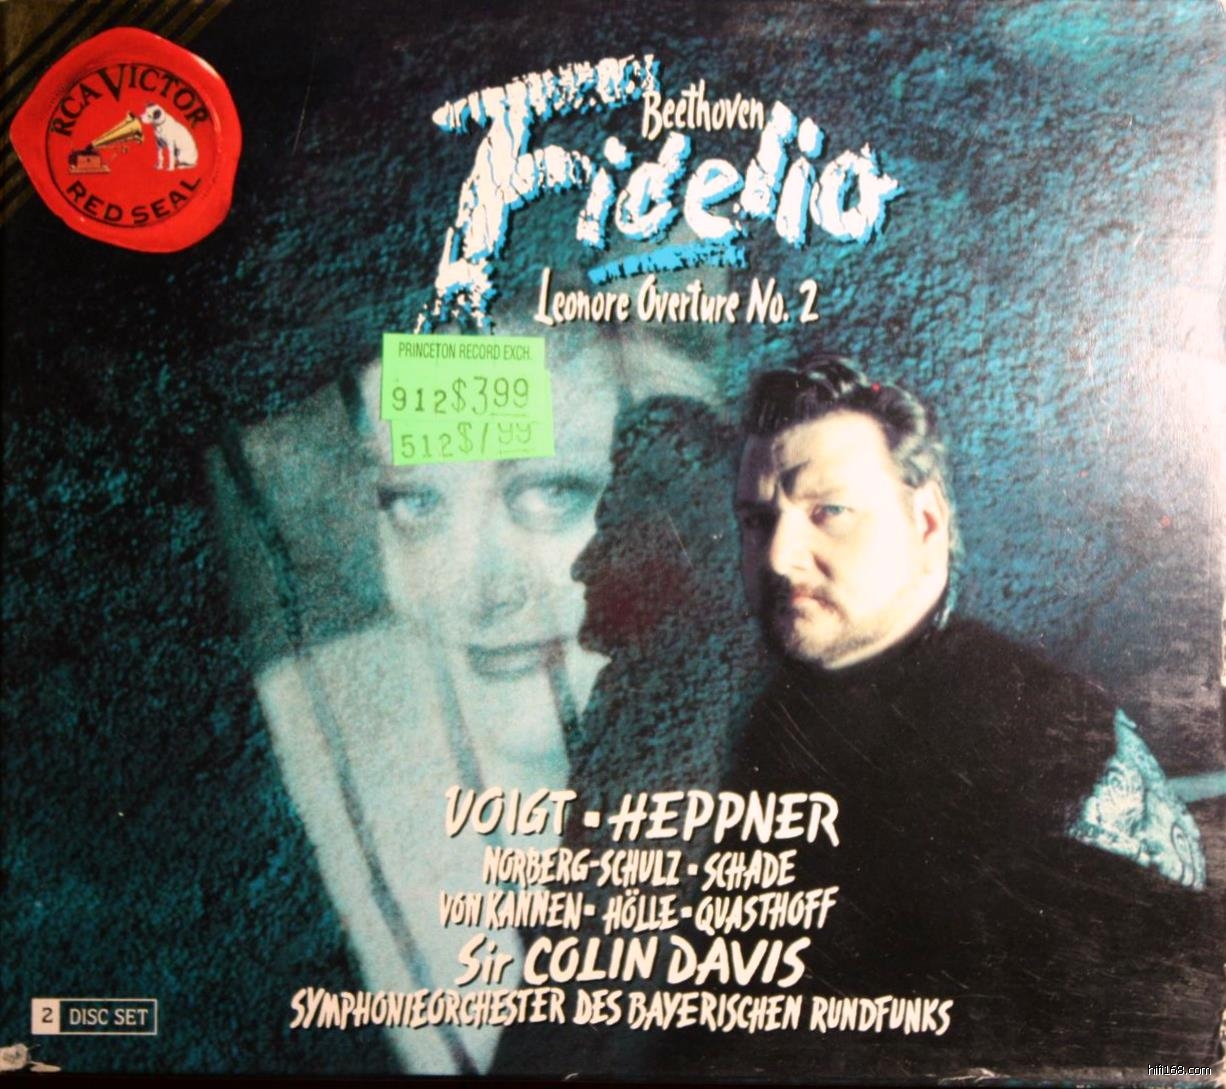 RCA VICTOR
RED SEAL
Beethoven
Fidelio
Leonore Overture No. 2
PRINCETON RECORD EXCH.
912 $3.99
512 $1.99
VOIGT ▪ HEPPNER
NORBERG-SCHULZ ▪ SCHADE
VON KANNEN ▪ HÖLLE ▪ QUASTHOFF
Sir COLIN DAVIS
SYMPHONIEORCHESTER DES BAYERISCHEN RUNDFUNKS
2 DISC SET
hifi168.com